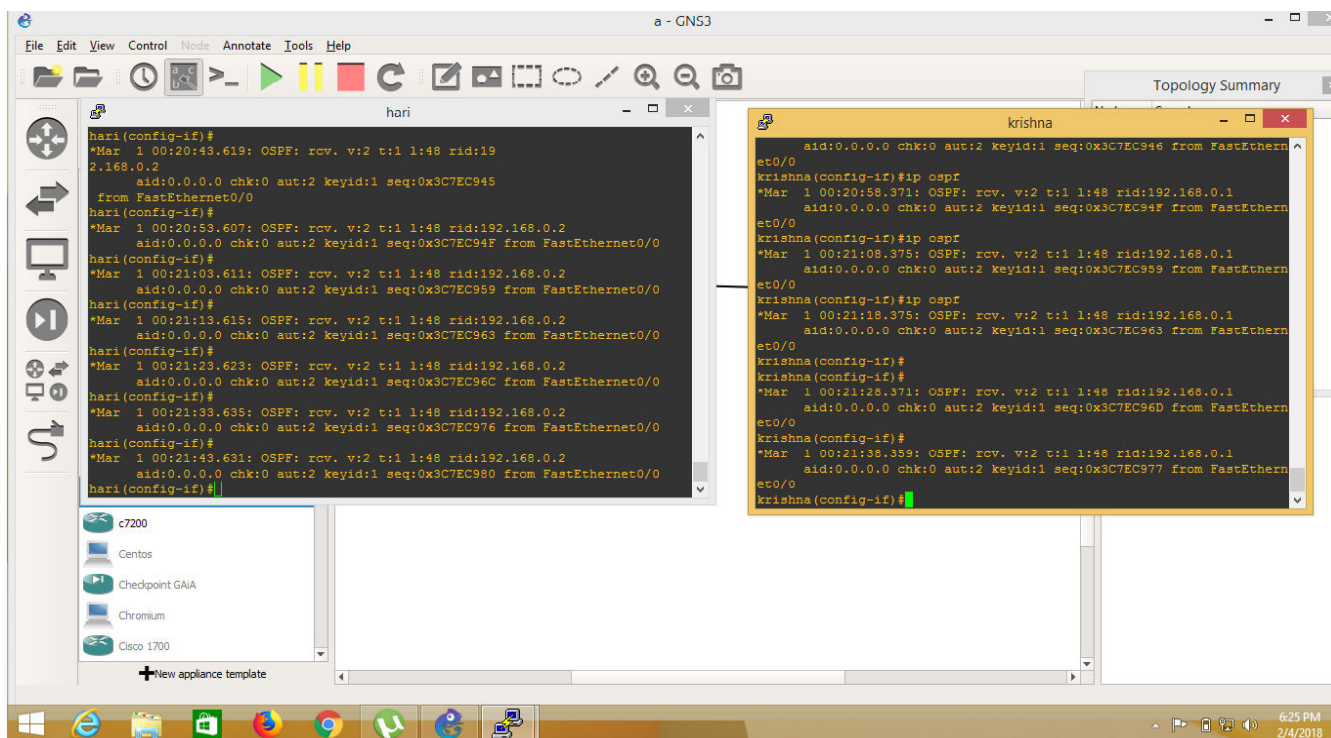 a - GNS3
File Edit View Control Node Annotate Tools Help
Topology Summary
hari
hari(config-if)#
*Mar  1 00:20:43.619: OSPF: rcv. v:2 t:1 l:48 rid:19
2.168.0.2
aid:0.0.0.0 chk:0 aut:2 keyid:1 seq:0x3C7EC945
from FastEthernet0/0
hari(config-if)#
*Mar  1 00:20:53.607: OSPF: rcv. v:2 t:1 l:48 rid:192.168.0.2
aid:0.0.0.0 chk:0 aut:2 keyid:1 seq:0x3C7EC94F from FastEthernet0/0
hari(config-if)#
*Mar  1 00:21:03.611: OSPF: rcv. v:2 t:1 l:48 rid:192.168.0.2
aid:0.0.0.0 chk:0 aut:2 keyid:1 seq:0x3C7EC959 from FastEthernet0/0
hari(config-if)#
*Mar  1 00:21:13.615: OSPF: rcv. v:2 t:1 l:48 rid:192.168.0.2
aid:0.0.0.0 chk:0 aut:2 keyid:1 seq:0x3C7EC963 from FastEthernet0/0
hari(config-if)#
*Mar  1 00:21:23.623: OSPF: rcv. v:2 t:1 l:48 rid:192.168.0.2
aid:0.0.0.0 chk:0 aut:2 keyid:1 seq:0x3C7EC96C from FastEthernet0/0
hari(config-if)#
*Mar  1 00:21:33.635: OSPF: rcv. v:2 t:1 l:48 rid:192.168.0.2
aid:0.0.0.0 chk:0 aut:2 keyid:1 seq:0x3C7EC976 from FastEthernet0/0
hari(config-if)#
*Mar  1 00:21:43.631: OSPF: rcv. v:2 t:1 l:48 rid:192.168.0.2
aid:0.0.0.0 chk:0 aut:2 keyid:1 seq:0x3C7EC980 from FastEthernet0/0
hari(config-if)#
krishna
aid:0.0.0.0 chk:0 aut:2 keyid:1 seq:0x3C7EC946 from FastEthern
et0/0
krishna(config-if)#ip ospf
*Mar  1 00:20:58.371: OSPF: rcv. v:2 t:1 l:48 rid:192.168.0.1
aid:0.0.0.0 chk:0 aut:2 keyid:1 seq:0x3C7EC94F from FastEthern
et0/0
krishna(config-if)#ip ospf
*Mar  1 00:21:08.375: OSPF: rcv. v:2 t:1 l:48 rid:192.168.0.1
aid:0.0.0.0 chk:0 aut:2 keyid:1 seq:0x3C7EC959 from FastEthern
et0/0
krishna(config-if)#ip ospf
*Mar  1 00:21:18.375: OSPF: rcv. v:2 t:1 l:48 rid:192.168.0.1
aid:0.0.0.0 chk:0 aut:2 keyid:1 seq:0x3C7EC963 from FastEthern
et0/0
krishna(config-if)#
krishna(config-if)#
*Mar  1 00:21:28.371: OSPF: rcv. v:2 t:1 l:48 rid:192.168.0.1
aid:0.0.0.0 chk:0 aut:2 keyid:1 seq:0x3C7EC96D from FastEthern
et0/0
krishna(config-if)#
*Mar  1 00:21:38.359: OSPF: rcv. v:2 t:1 l:48 rid:192.168.0.1
aid:0.0.0.0 chk:0 aut:2 keyid:1 seq:0x3C7EC977 from FastEthern
et0/0
krishna(config-if)#
c7200
Centos
Checkpoint GAiA
Chromium
Cisco 1700
New appliance template
6:25 PM
2/4/2018